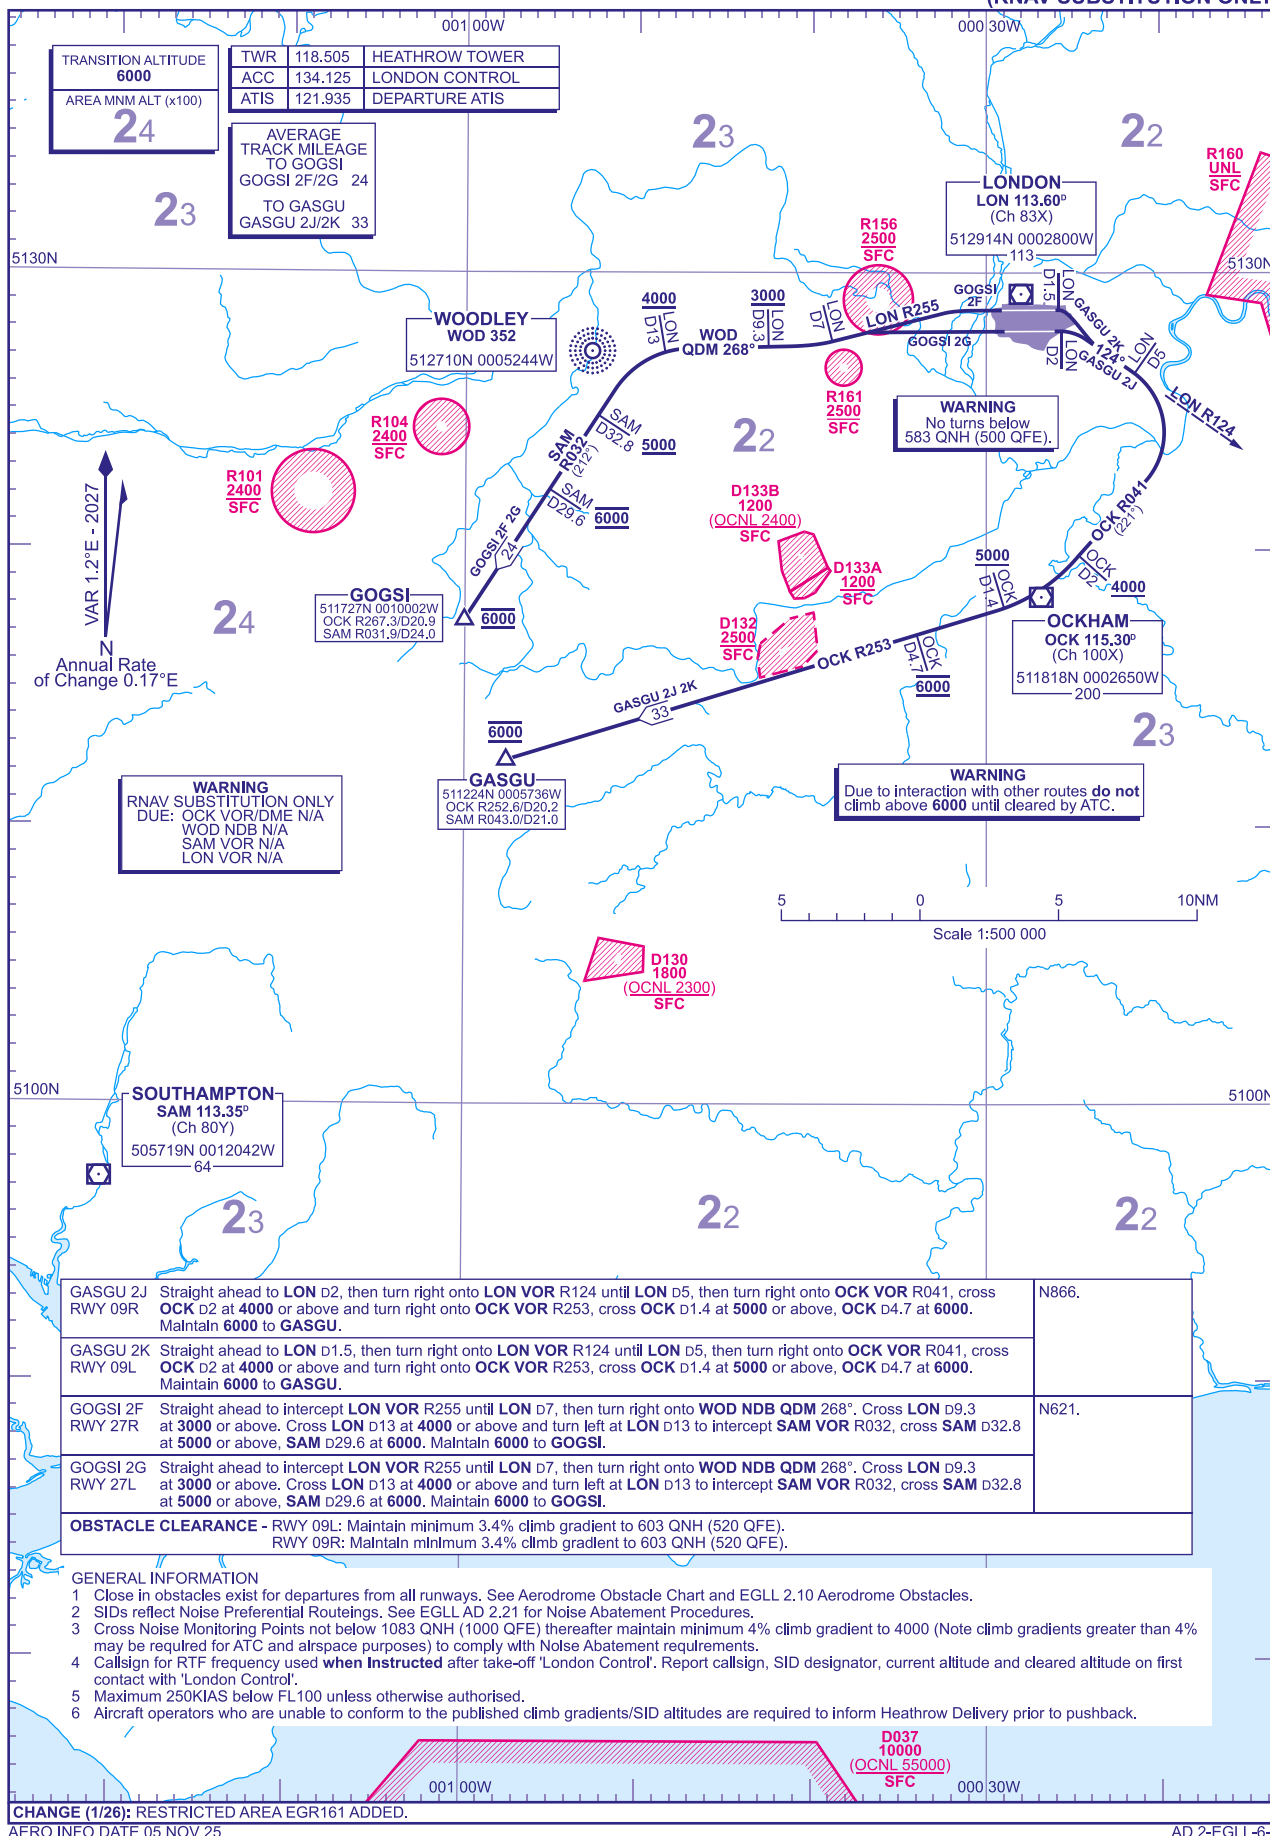 (RNAV SUBSTITUTION ONLY
001 00W
000 30W
TRANSITION ALTITUDE
6000
AREA MNM ALT (x100)
24
TWR 118.505 HEATHROW TOWER
ACC 134.125 LONDON CONTROL
ATIS 121.935 DEPARTURE ATIS
AVERAGE
TRACK MILEAGE
TO GOGSI
GOGSI 2F/2G 24
TO GASGU
GASGU 2J/2K 33
23
23
22
R160
UNL
SFC
LONDON
LON 113.60D
(Ch 83X)
512914N 0002800W
113
R156
2500
SFC
5130N
5130N
WOODLEY
WOD 352
512710N 0005244W
4000
LON
D13
WOD
QDM 268°
3000
LON
D9.3
LON
D7
LON R255
GOGSI
2F
GOGSI 2G
LON
D1.5
GASGU 2K
124°
GASGU 2J
LON
D2
LON
D5
LON R124
R161
2500
SFC
WARNING
No turns below
583 QNH (500 QFE).
R104
2400
SFC
R101
2400
SFC
SAM
R032
(212°)
SAM
D32.8
5000
SAM
D29.6
6000
22
VAR 1.2°E - 2027
N
Annual Rate
of Change 0.17°E
D133B
1200
(OCNL 2400)
SFC
D133A
1200
SFC
OCK R041
(221°)
5000
OCK
D1.4
OCK
D2
4000
GOGSI 2F 2G
24
GOGSI
511727N 0010002W
OCK R267.3/D20.9
SAM R031.9/D24.0
6000
24
D132
2500
SFC
OCK R253
OCK
D4.7
6000
OCKHAM
OCK 115.30D
(Ch 100X)
511818N 0002650W
200
GASGU 2J 2K
33
6000
GASGU
511224N 0005736W
OCK R252.6/D20.2
SAM R043.0/D21.0
23
WARNING
RNAV SUBSTITUTION ONLY
DUE: OCK VOR/DME N/A
WOD NDB N/A
SAM VOR N/A
LON VOR N/A
WARNING
Due to interaction with other routes do not
climb above 6000 until cleared by ATC.
5 0 5 10NM
Scale 1:500 000
D130
1800
(OCNL 2300)
SFC
5100N
5100N
SOUTHAMPTON
SAM 113.35D
(Ch 80Y)
505719N 0012042W
64
23
22
22
GASGU 2J Straight ahead to LON D2, then turn right onto LON VOR R124 until LON D5, then turn right onto OCK VOR R041, cross N866.
RWY 09R OCK D2 at 4000 or above and turn right onto OCK VOR R253, cross OCK D1.4 at 5000 or above, OCK D4.7 at 6000.
Maintain 6000 to GASGU.
GASGU 2K Straight ahead to LON D1.5, then turn right onto LON VOR R124 until LON D5, then turn right onto OCK VOR R041, cross
RWY 09L OCK D2 at 4000 or above and turn right onto OCK VOR R253, cross OCK D1.4 at 5000 or above, OCK D4.7 at 6000.
Maintain 6000 to GASGU.
GOGSI 2F Straight ahead to intercept LON VOR R255 until LON D7, then turn right onto WOD NDB QDM 268°. Cross LON D9.3 N621.
RWY 27R at 3000 or above. Cross LON D13 at 4000 or above and turn left at LON D13 to intercept SAM VOR R032, cross SAM D32.8
at 5000 or above, SAM D29.6 at 6000. Maintain 6000 to GOGSI.
GOGSI 2G Straight ahead to intercept LON VOR R255 until LON D7, then turn right onto WOD NDB QDM 268°. Cross LON D9.3
RWY 27L at 3000 or above. Cross LON D13 at 4000 or above and turn left at LON D13 to intercept SAM VOR R032, cross SAM D32.8
at 5000 or above, SAM D29.6 at 6000. Maintain 6000 to GOGSI.
OBSTACLE CLEARANCE - RWY 09L: Maintain minimum 3.4% climb gradient to 603 QNH (520 QFE).
RWY 09R: Maintain minimum 3.4% climb gradient to 603 QNH (520 QFE).
GENERAL INFORMATION
1 Close in obstacles exist for departures from all runways. See Aerodrome Obstacle Chart and EGLL 2.10 Aerodrome Obstacles.
2 SIDs reflect Noise Preferential Routeings. See EGLL AD 2.21 for Noise Abatement Procedures.
3 Cross Noise Monitoring Points not below 1083 QNH (1000 QFE) thereafter maintain minimum 4% climb gradient to 4000 (Note climb gradients greater than 4%
may be required for ATC and airspace purposes) to comply with Noise Abatement requirements.
4 Callsign for RTF frequency used when instructed after take-off 'London Control'. Report callsign, SID designator, current altitude and cleared altitude on first
contact with 'London Control'.
5 Maximum 250KIAS below FL100 unless otherwise authorised.
6 Aircraft operators who are unable to conform to the published climb gradients/SID altitudes are required to inform Heathrow Delivery prior to pushback.
D037
10000
(OCNL 55000)
SFC
001 00W
000 30W
CHANGE (1/26): RESTRICTED AREA EGR161 ADDED.
AERO INFO DATE 05 NOV 25
AD 2-EGLL-6-